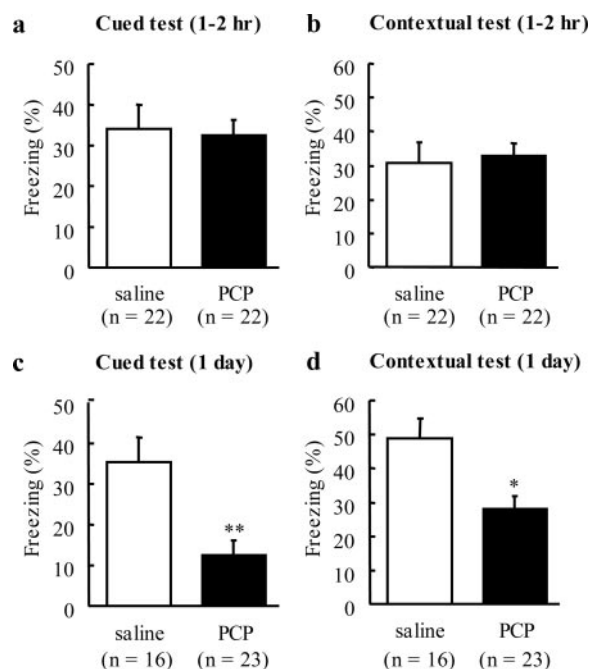 a Cued test (1-2 hr)
50
40
30
20
10
0
Freezing (%)
saline PCP
(n = 22) (n = 22)
b Contextual test (1-2 hr)
60
50
40
30
20
10
0
Freezing (%)
saline PCP
(n = 22) (n = 22)
c Cued test (1 day)
50
40
30
20
10
0
Freezing (%)
**
saline PCP
(n = 16) (n = 23)
d Contextual test (1 day)
60
50
40
30
20
10
0
Freezing (%)
*
saline PCP
(n = 16) (n = 23)